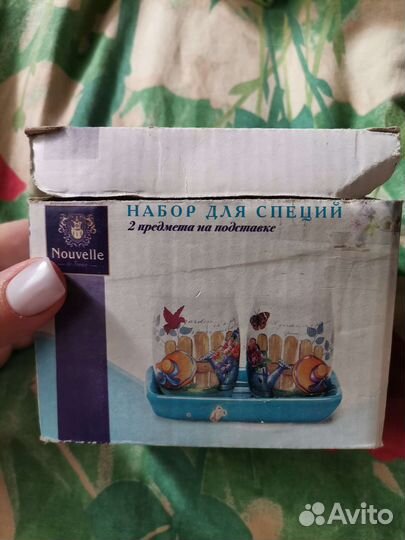 НАБОР ДЛЯ СПЕЦИЙ
2 предмета на подставке
Nouvelle
Avito